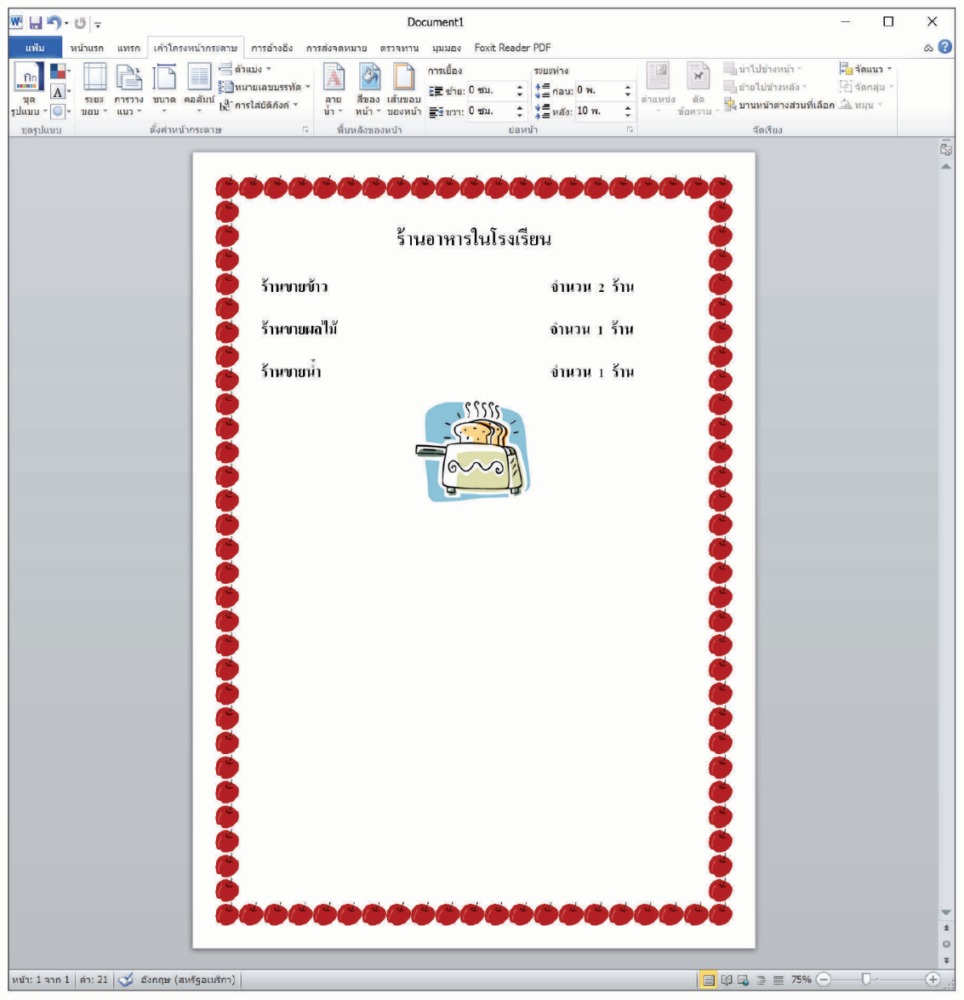 Document1
แฟ้ม หน้าแรก แทรก เค้าโครงหน้ากระดาษ การอ้างอิง การส่งจดหมาย ตรวจทาน มุมมอง Foxit Reader PDF
กก
ชุดรูปแบบ
A
ระยะขอบ
การวางแนว
ขนาด
คอลัมน์
ตัวแบ่ง
หมายเลขบรรทัด
การใส่ยัติภังค์
ลายน้ำ
สีของหน้า
เส้นขอบของหน้า
การเยื้อง
ซ้าย: 0 ซม.
ขวา: 0 ซม.
ระยะห่าง
ก่อน: 0 พ.
หลัง: 10 พ.
ตำแหน่ง
ตัดข้อความ
นำไปข้างหน้า
ย้ายไปข้างหลัง
บานหน้าต่างส่วนที่เลือก
จัดแนว
จัดกลุ่ม
หมุน
ชุดรูปแบบ ตั้งค่าหน้ากระดาษ พื้นหลังของหน้า ย่อหน้า จัดเรียง
ร้านอาหารในโรงเรียน
ร้านขายข้าว จำนวน 2 ร้าน
ร้านขายผลไม้ จำนวน 1 ร้าน
ร้านขายน้ำ จำนวน 1 ร้าน
หน้า: 1 จาก 1 คำ: 21 อังกฤษ (สหรัฐอเมริกา) 75%